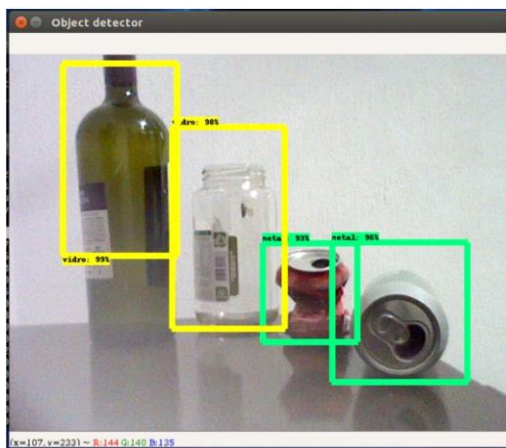 Object detector
vidro: 98%
metal: 93%
metal: 96%
vidro: 99%
(x=107, y=233) ~ R:144 G:140 B:135